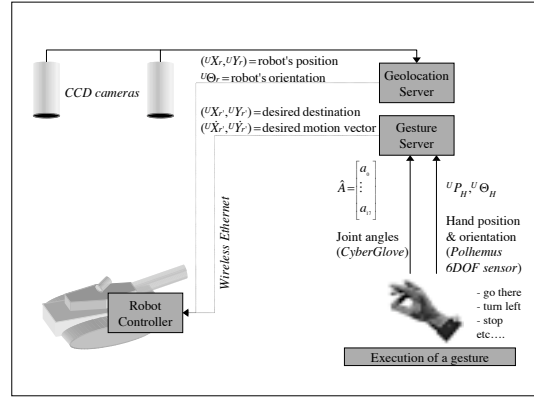 (ᵁXᵣ,ᵁYᵣ)=robot's position
ᵁΘᵣ=robot's orientation
Geolocation
Server
CCD cameras
(ᵁXᵣ',ᵁYᵣ')=desired destination
(ᵁẊᵣ',ᵁẎᵣ')=desired motion vector
Gesture
Server
Â=[a₀ ⋮ a₁₇]
ᵁP_H,ᵁΘ_H
Wireless Ethernet
Joint angles
(CyberGlove)
Hand position
& orientation
(Polhemus
6DOF sensor)
Robot
Controller
- go there
- turn left
- stop
etc….
Execution of a gesture